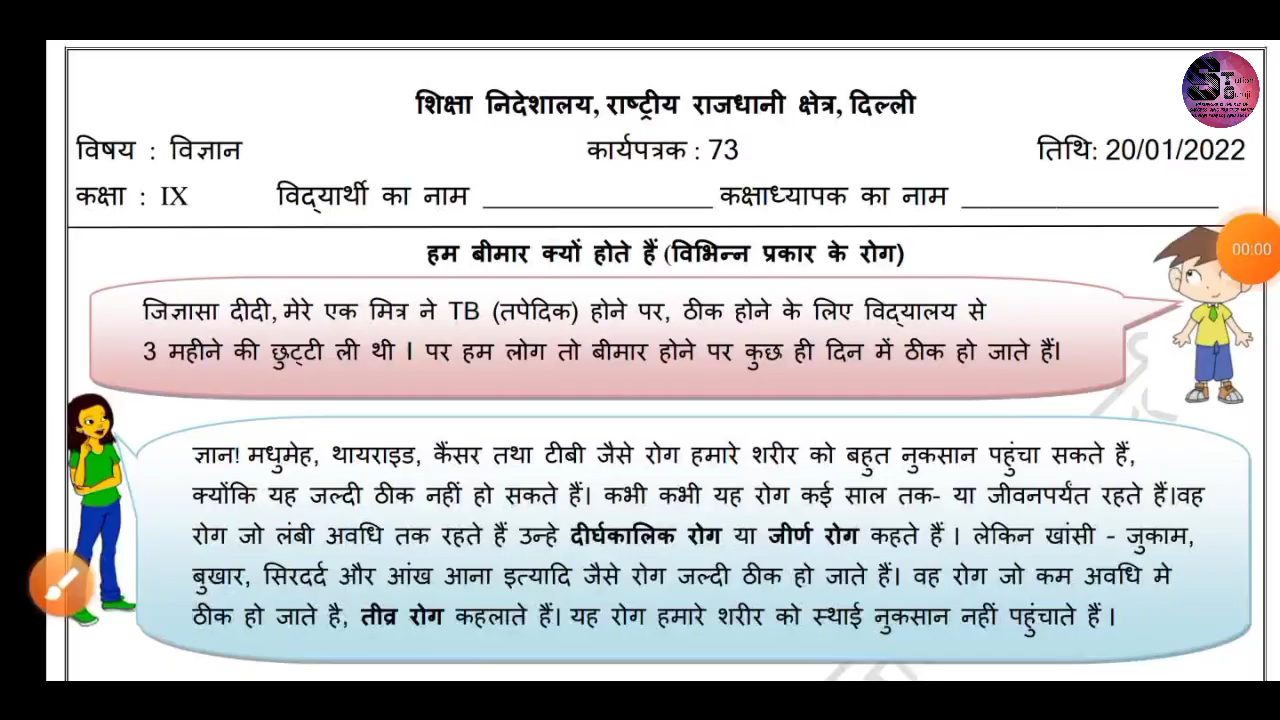 शिक्षा निदेशालय, राष्ट्रीय राजधानी क्षेत्र, दिल्ली
विषय : विज्ञान कार्यपत्रक : 73 तिथि: 20/01/2022
कक्षा : IX विद्यार्थी का नाम ________________ कक्षाध्यापक का नाम __________________
हम बीमार क्यों होते हैं (विभिन्न प्रकार के रोग)
00:00
जिज्ञासा दीदी, मेरे एक मित्र ने TB (तपेदिक) होने पर, ठीक होने के लिए विद्यालय से
3 महीने की छुट्टी ली थी । पर हम लोग तो बीमार होने पर कुछ ही दिन में ठीक हो जाते हैं।
ज्ञान! मधुमेह, थायराइड, कैंसर तथा टीबी जैसे रोग हमारे शरीर को बहुत नुकसान पहुंचा सकते हैं,
क्योंकि यह जल्दी ठीक नहीं हो सकते हैं। कभी कभी यह रोग कई साल तक- या जीवनपर्यंत रहते हैं।वह
रोग जो लंबी अवधि तक रहते हैं उन्हे दीर्घकालिक रोग या जीर्ण रोग कहते हैं । लेकिन खांसी - जुकाम,
बुखार, सिरदर्द और आंख आना इत्यादि जैसे रोग जल्दी ठीक हो जाते हैं। वह रोग जो कम अवधि मे
ठीक हो जाते है, तीव्र रोग कहलाते हैं। यह रोग हमारे शरीर को स्थाई नुकसान नहीं पहुंचाते हैं ।